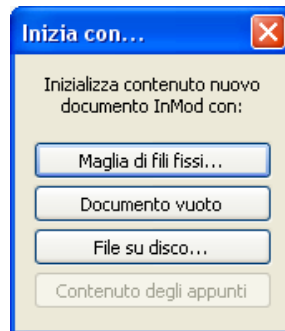 Inizia con...
Inizializza contenuto nuovo
documento InMod con:
Maglia di fili fissi...
Documento vuoto
File su disco...
Contenuto degli appunti